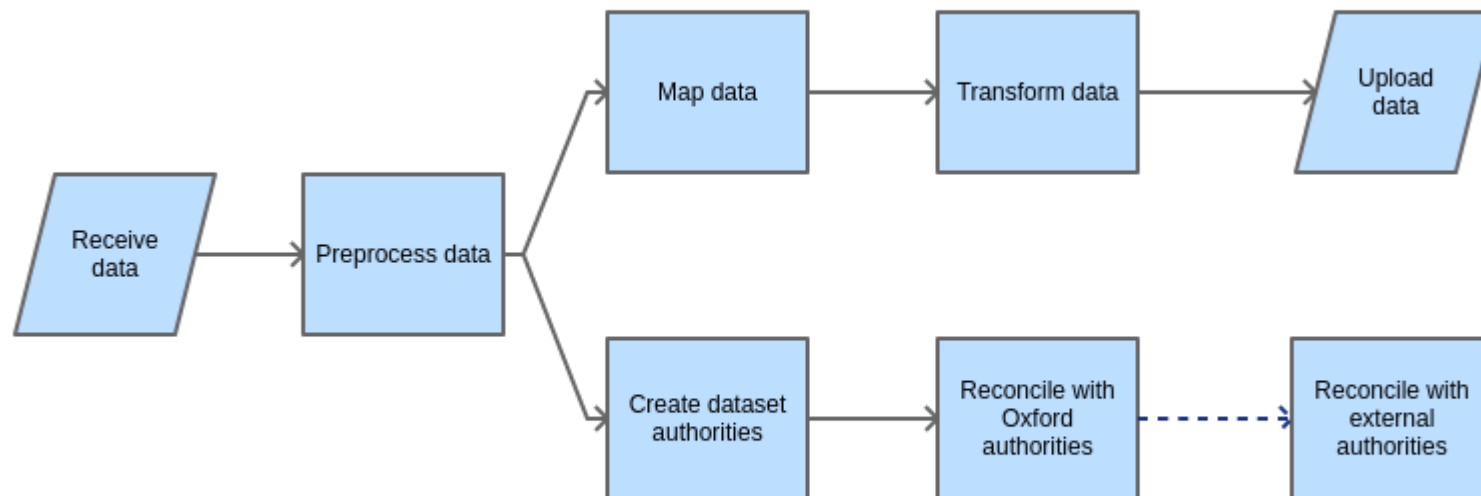 Receive
data
Preprocess data
Map data
Transform data
Upload
data
Create dataset
authorities
Reconcile with
Oxford
authorities
Reconcile with
external
authorities